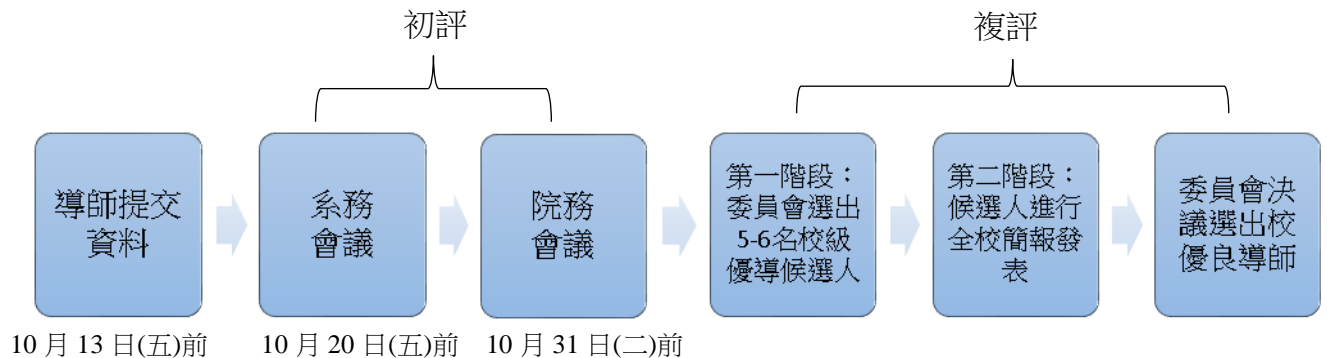 初評
複評
導師提交
資料
系務
會議
院務
會議
第一階段：
委員會選出
5-6名校級
優導候選人
第二階段：
候選人進行
全校簡報發
表
委員會決
議選出校
優良導師
10 月 13 日(五)前
10 月 20 日(五)前
10 月 31 日(二)前